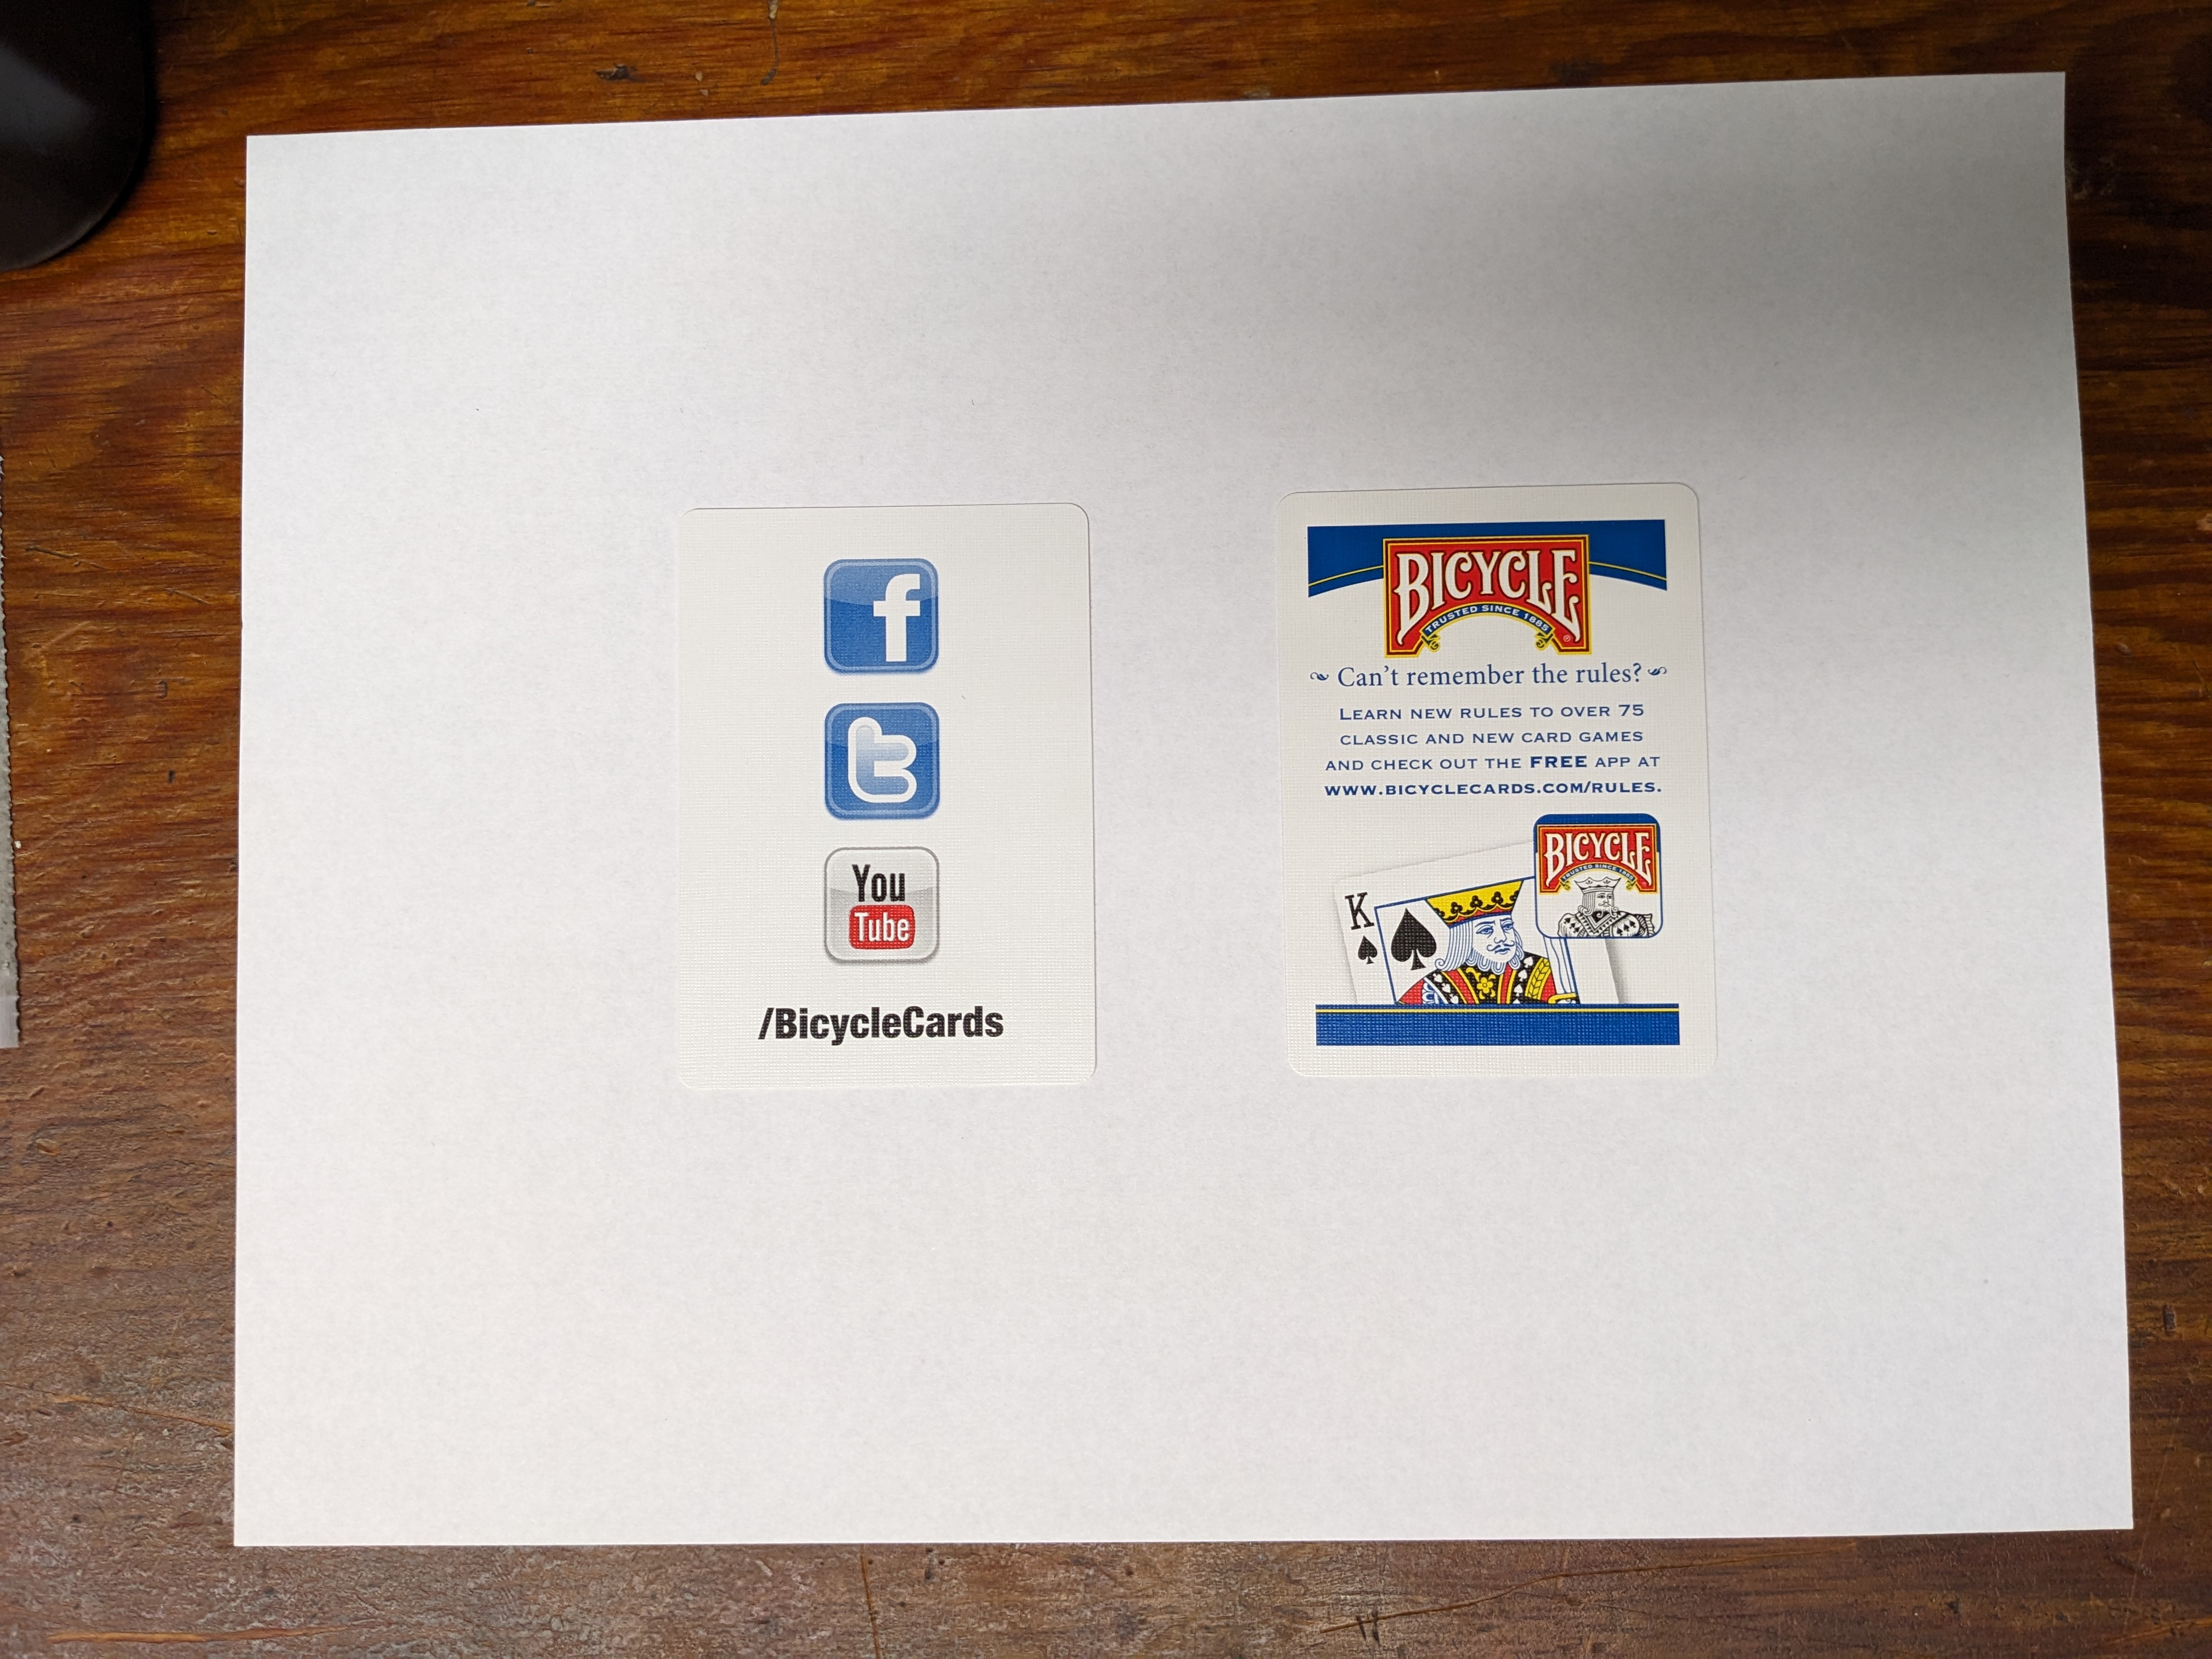 f
t
You
Tube
/BicycleCards
BICYCLE
TRUSTED SINCE 1885
®
Can't remember the rules?
LEARN NEW RULES TO OVER 75
CLASSIC AND NEW CARD GAMES
AND CHECK OUT THE FREE APP AT
WWW.BICYCLECARDS.COM/RULES.
BICYCLE
TRUSTED SINCE 1885
K